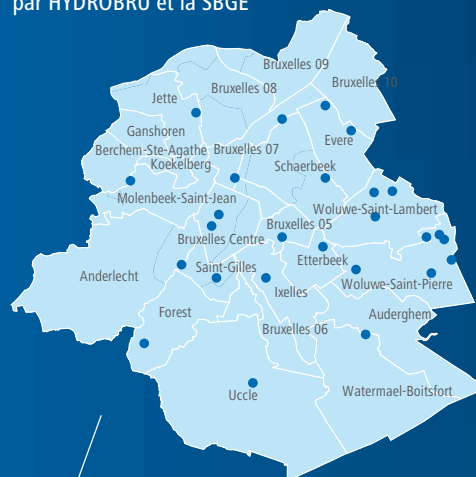 par HYDROBRU et la SBGE
Bruxelles 09
Bruxelles 10
Bruxelles 08
Jette
Ganshoren
Evere
Berchem-Ste-Agathe
Bruxelles 07
Koekelberg
Schaerbeek
Molenbeek-Saint-Jean
Woluwe-Saint-Lambert
Bruxelles 05
Bruxelles Centre
Etterbeek
Saint-Gilles
Anderlecht
Woluwe-Saint-Pierre
Ixelles
Forest
Auderghem
Bruxelles 06
Uccle
Watermael-Boitsfort